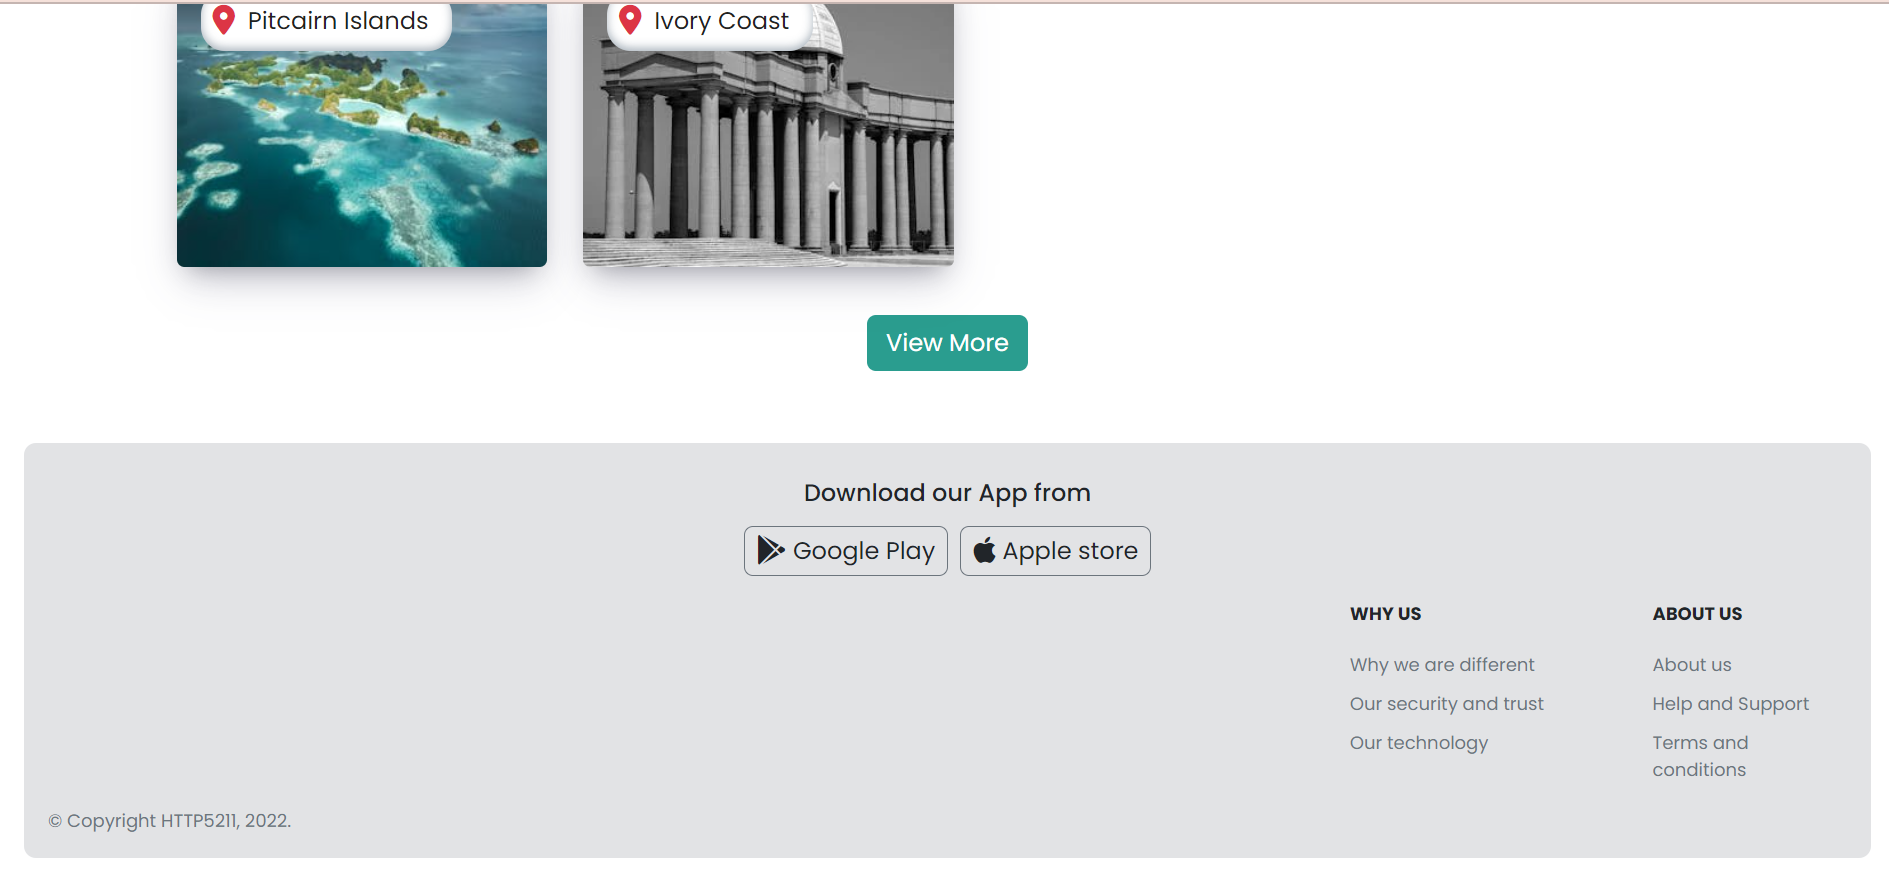 Pitcairn Islands
Ivory Coast
View More
Download our App from
Google Play
Apple store
WHY US
Why we are different
Our security and trust
Our technology
ABOUT US
About us
Help and Support
Terms and
conditions
© Copyright HTTP5211, 2022.